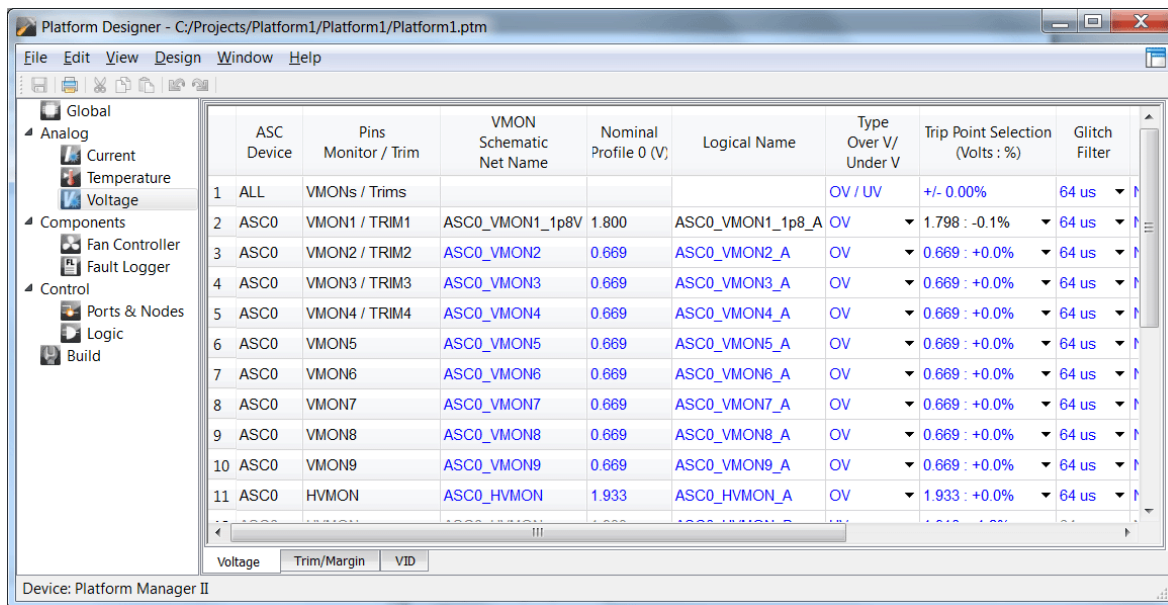 Platform Designer - C:/Projects/Platform1/Platform1/Platform1.ptm
File Edit View Design Window Help
Global
Analog
Current
Temperature
Voltage
Components
Fan Controller
Fault Logger
Control
Ports & Nodes
Logic
Build
ASC Device
Pins Monitor / Trim
VMON Schematic Net Name
Nominal Profile 0 (V)
Logical Name
Type Over V/ Under V
Trip Point Selection (Volts : %)
Glitch Filter
1 ALL VMONs / Trims OV / UV +/- 0.00% 64 us
2 ASC0 VMON1 / TRIM1 ASC0_VMON1_1p8V 1.800 ASC0_VMON1_1p8_A OV 1.798 : -0.1% 64 us
3 ASC0 VMON2 / TRIM2 ASC0_VMON2 0.669 ASC0_VMON2_A OV 0.669 : +0.0% 64 us
4 ASC0 VMON3 / TRIM3 ASC0_VMON3 0.669 ASC0_VMON3_A OV 0.669 : +0.0% 64 us
5 ASC0 VMON4 / TRIM4 ASC0_VMON4 0.669 ASC0_VMON4_A OV 0.669 : +0.0% 64 us
6 ASC0 VMON5 ASC0_VMON5 0.669 ASC0_VMON5_A OV 0.669 : +0.0% 64 us
7 ASC0 VMON6 ASC0_VMON6 0.669 ASC0_VMON6_A OV 0.669 : +0.0% 64 us
8 ASC0 VMON7 ASC0_VMON7 0.669 ASC0_VMON7_A OV 0.669 : +0.0% 64 us
9 ASC0 VMON8 ASC0_VMON8 0.669 ASC0_VMON8_A OV 0.669 : +0.0% 64 us
10 ASC0 VMON9 ASC0_VMON9 0.669 ASC0_VMON9_A OV 0.669 : +0.0% 64 us
11 ASC0 HVMON ASC0_HVMON 1.933 ASC0_HVMON_A OV 1.933 : +0.0% 64 us
Voltage Trim/Margin VID
Device: Platform Manager II